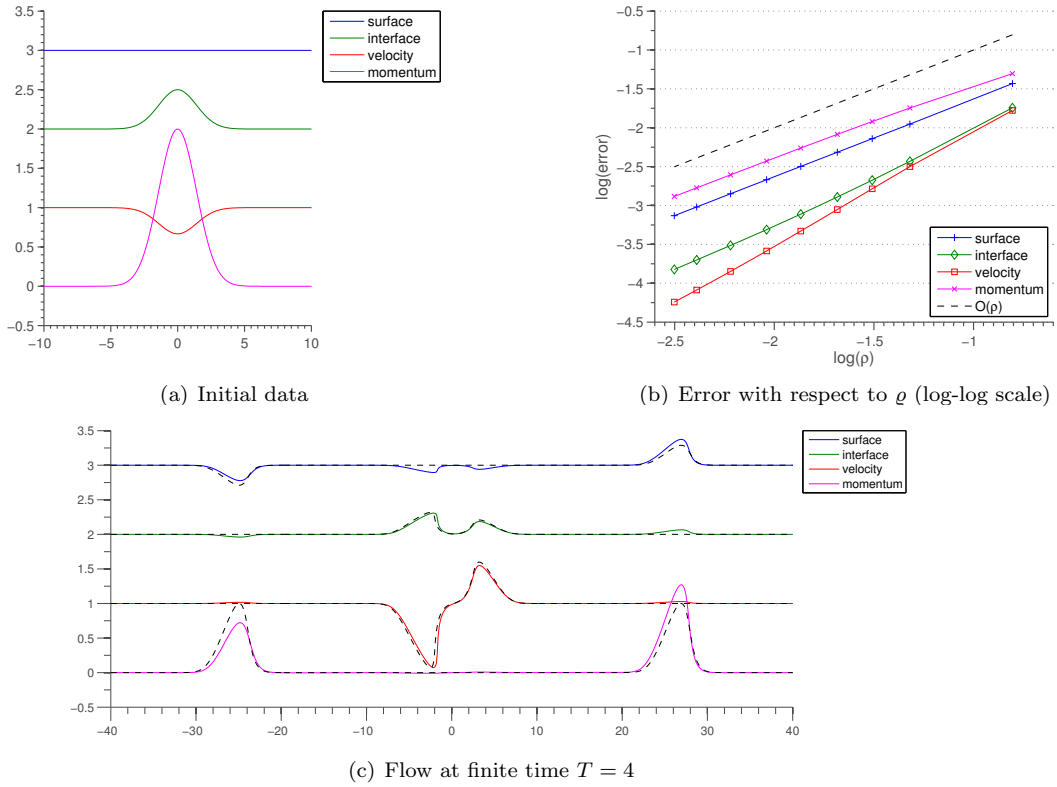 surface
interface
velocity
momentum
3.5
3
2.5
2
1.5
1
0.5
0
−0.5
−10
−5
0
5
10
(a) Initial data
−0.5
−1
−1.5
−2
−2.5
−3
−3.5
−4
−4.5
log(error)
surface
interface
velocity
momentum
O(ρ)
−2.5
−2
−1.5
−1
log(ρ)
(b) Error with respect to ϱ (log-log scale)
surface
interface
velocity
momentum
3.5
3
2.5
2
1.5
1
0.5
0
−0.5
−40
−30
−20
−10
0
10
20
30
40
(c) Flow at finite time T = 4